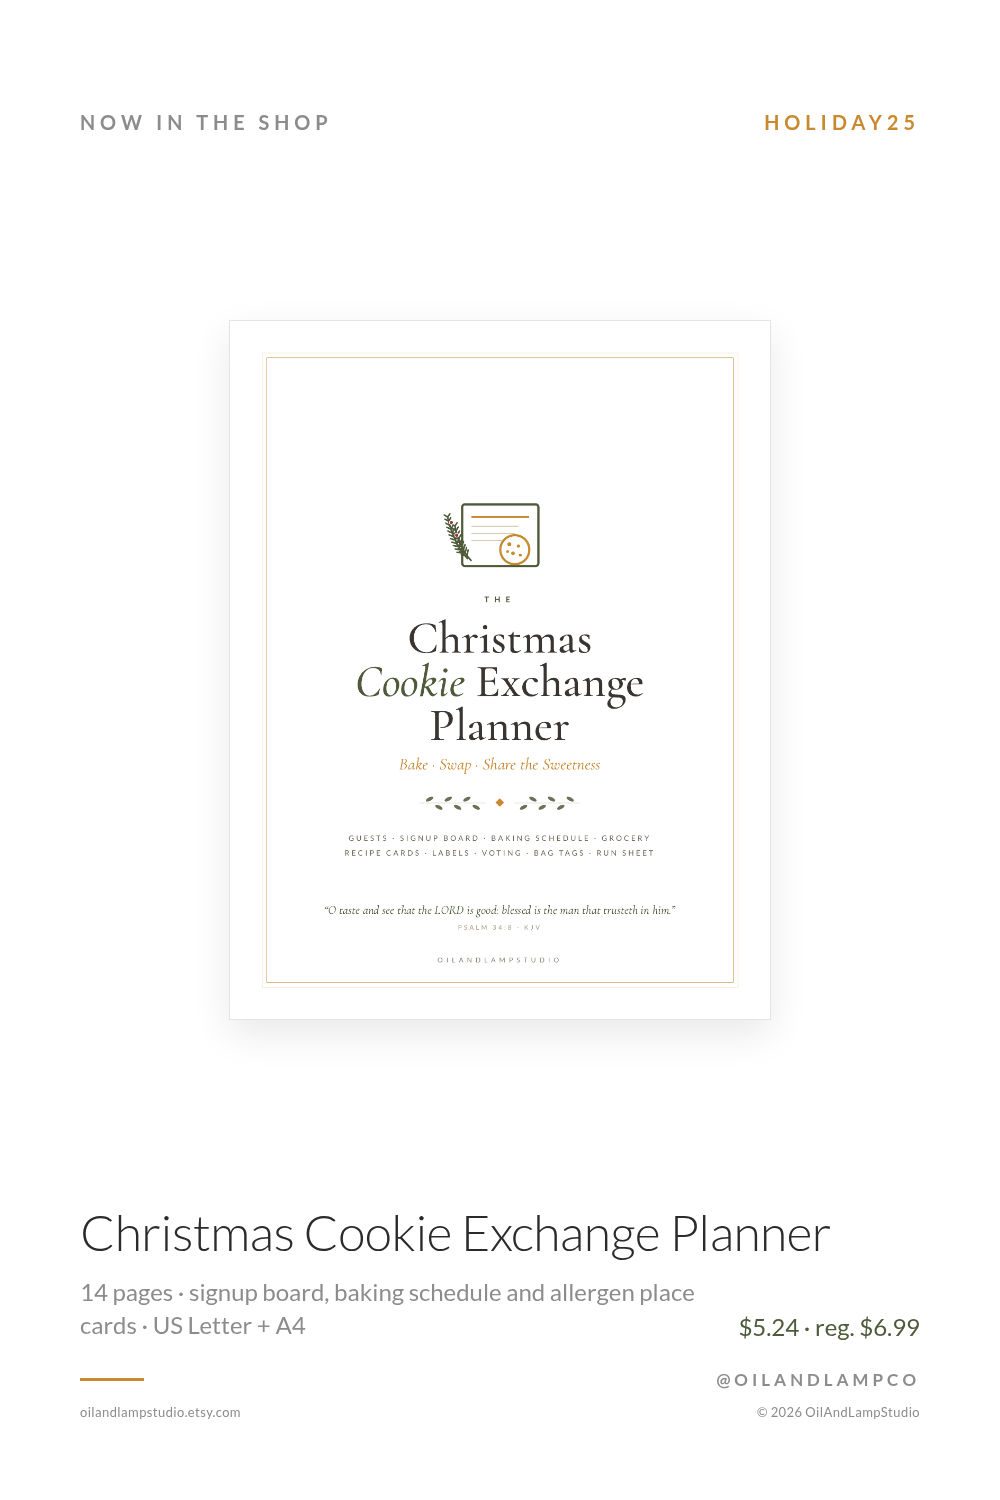 NOW IN THE SHOP
HOLIDAY25
THE
Christmas
Cookie Exchange
Planner
Bake · Swap · Share the Sweetness
GUESTS · SIGNUP BOARD · BAKING SCHEDULE · GROCERY
RECIPE CARDS · LABELS · VOTING · BAG TAGS · RUN SHEET
“O taste and see that the LORD is good: blessed is the man that trusteth in him.”
PSALM 34:8 · KJV
OILANDLAMPSTUDIO
Christmas Cookie Exchange Planner
14 pages · signup board, baking schedule and allergen place
cards · US Letter + A4
$5.24 · reg. $6.99
@OILANDLAMPCO
oilandlampstudio.etsy.com
© 2026 OilAndLampStudio